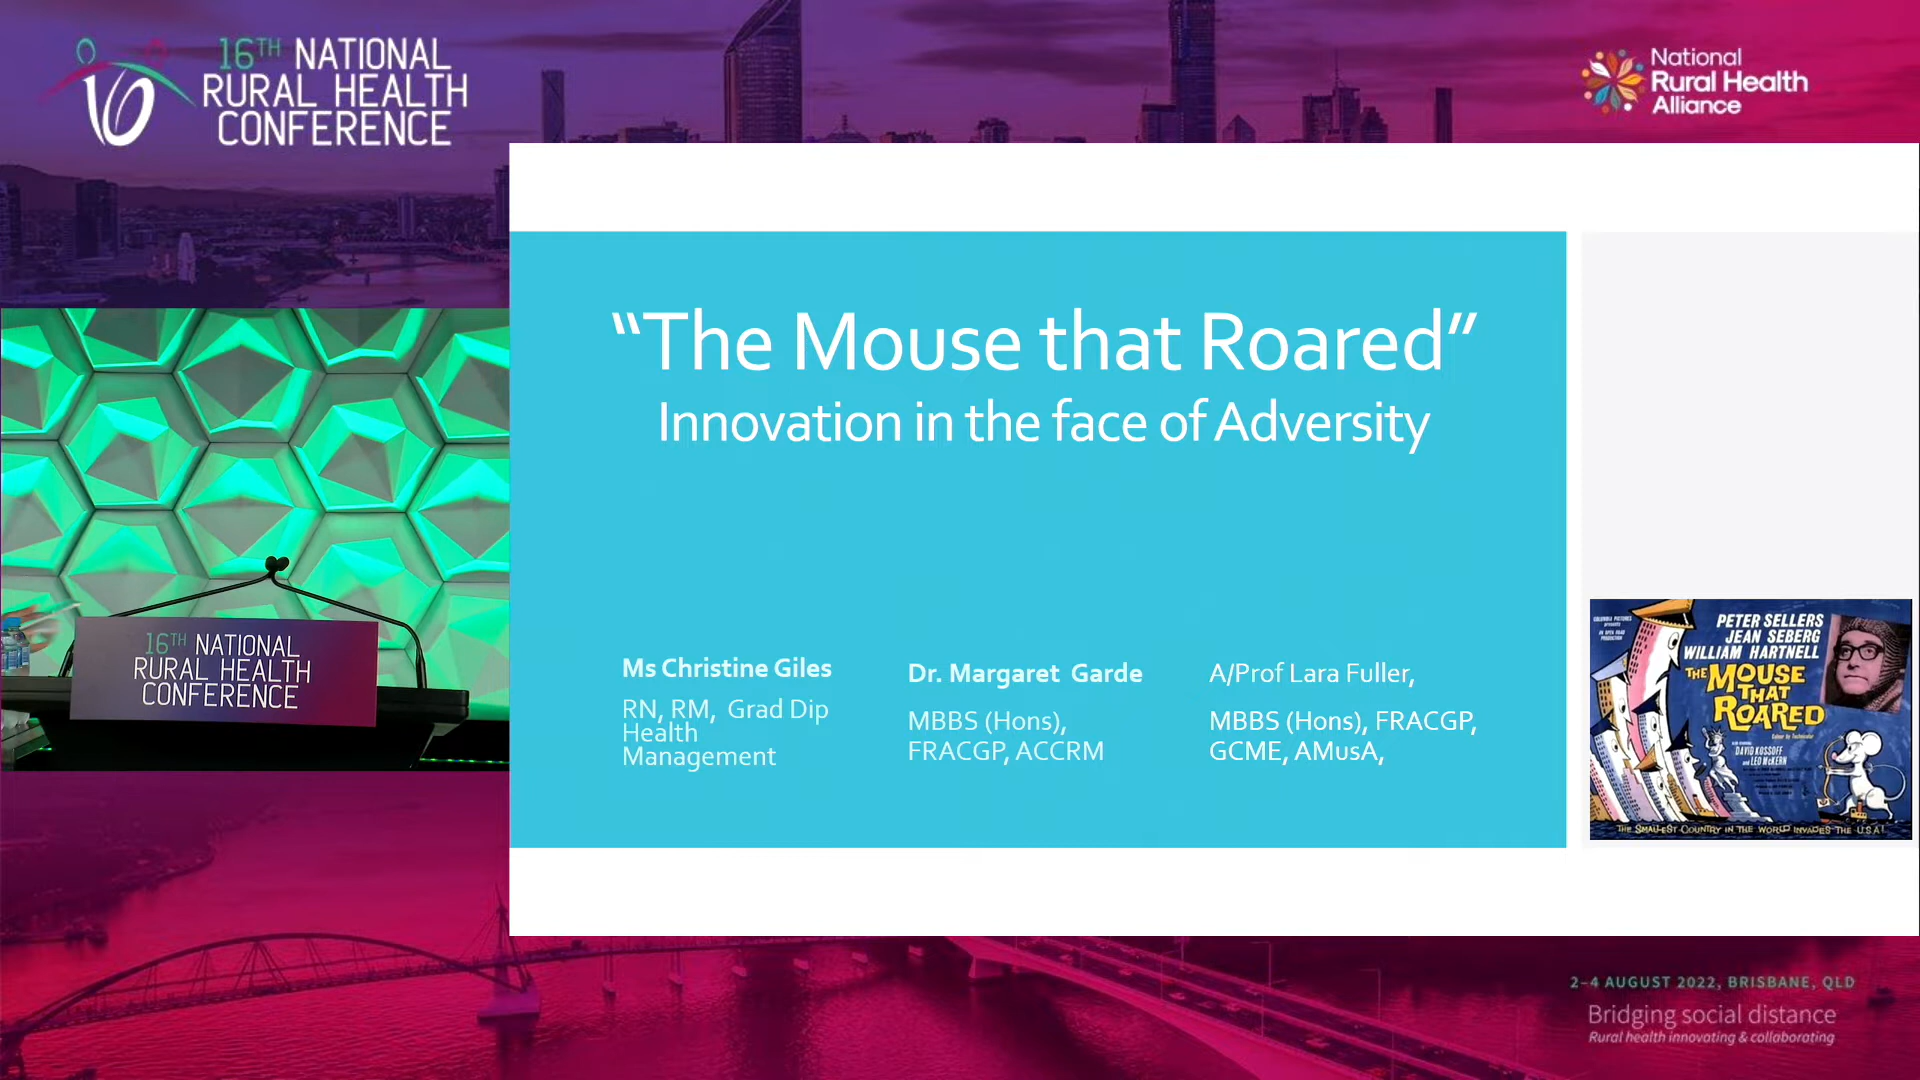 16TH NATIONAL
RURAL HEALTH
CONFERENCE
National
Rural Health
Alliance
“The Mouse that Roared”
Innovation in the face of Adversity
Ms Christine Giles
RN, RM, Grad Dip
Health
Management
Dr. Margaret Garde
MBBS (Hons),
FRACGP, ACCRM
A/Prof Lara Fuller,
MBBS (Hons), FRACGP,
GCME, AMusA,
16TH NATIONAL
RURAL HEALTH
CONFERENCE
COLUMBIA PICTURES
presents
PETER SELLERS
JEAN SEBERG
WILLIAM HARTNELL
THE MOUSE
THAT
ROARED
DAVID KOSSOFF
and LEO McKERN
THE SMALLEST COUNTRY IN THE WORLD INVADES THE U.S.A!
2–4 AUGUST 2022, BRISBANE, QLD
Bridging social distance
Rural health innovating & collaborating